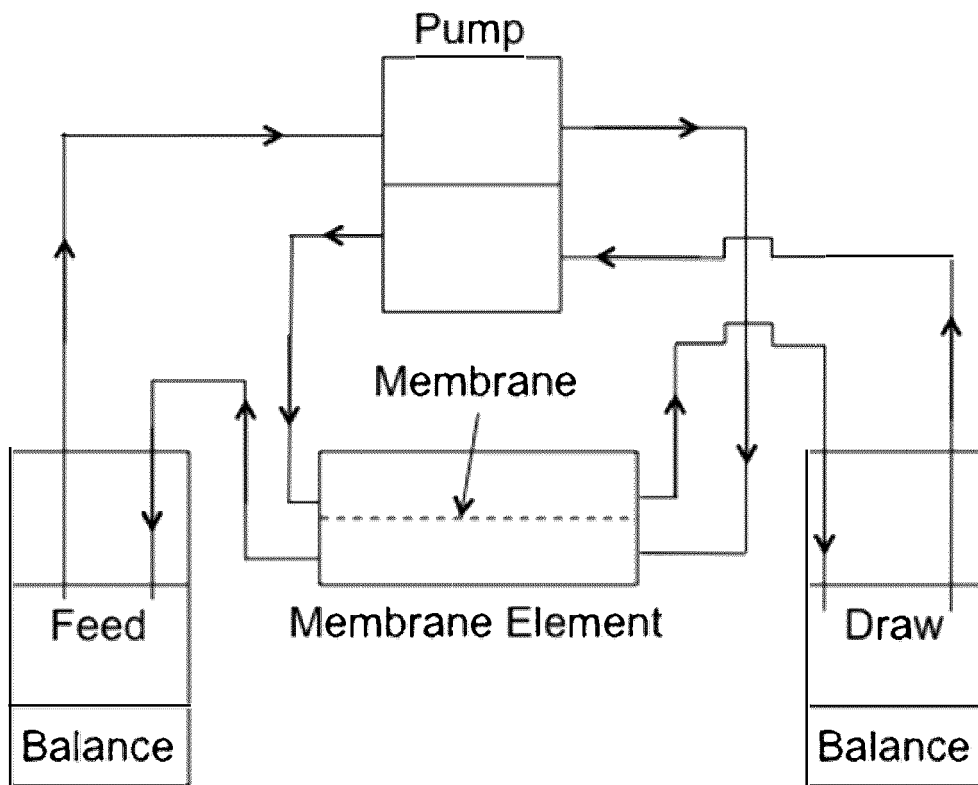 Pump
Membrane
Feed
Membrane Element
Draw
Balance
Balance